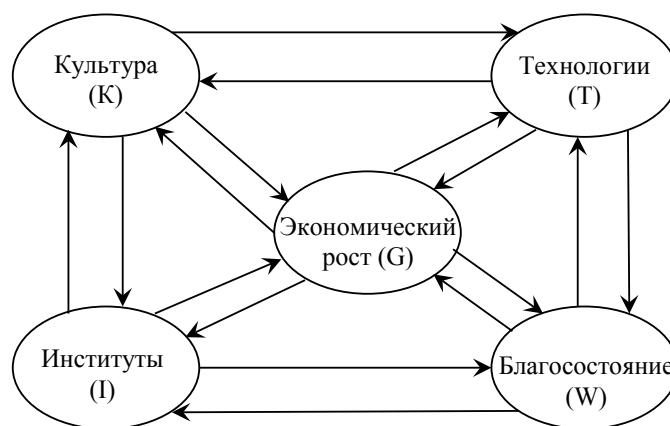 Культура
(К)
Технологии
(Т)
Экономический
рост (G)
Институты
(I)
Благосостояние
(W)